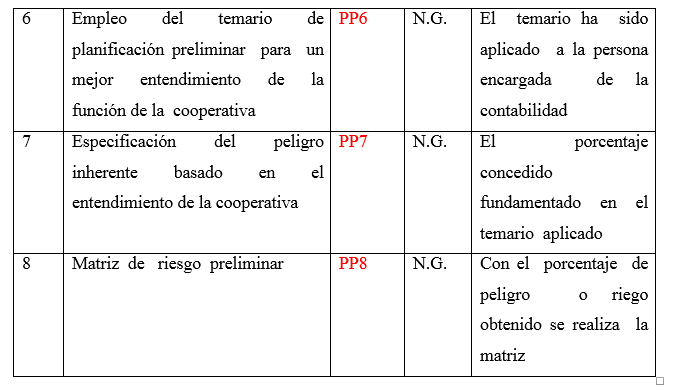 6 Empleo del temario de PP6 N.G. El temario ha sido
planificación preliminar para un aplicado a la persona
mejor entendimiento de la encargada de la
función de la cooperativa contabilidad
7 Especificación del peligro PP7 N.G. El porcentaje
inherente basado en el concedido
entendimiento de la cooperativa fundamentado en el
temario aplicado
8 Matriz de riesgo preliminar PP8 N.G. Con el porcentaje de
peligro o riego
obtenido se realiza la
matriz